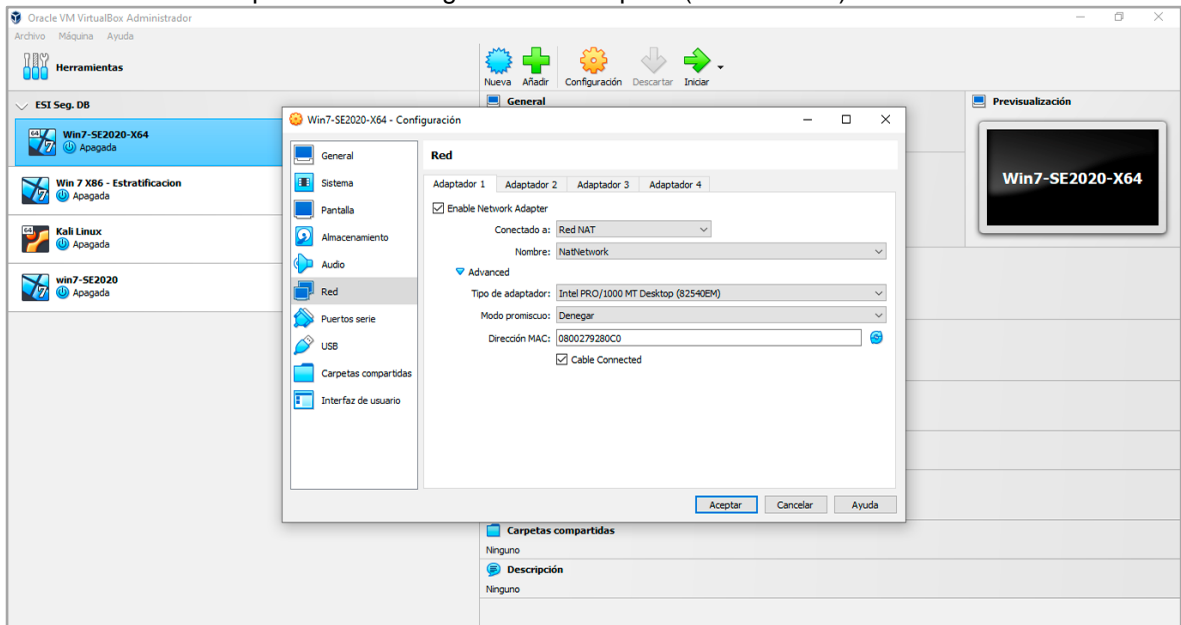 Oracle VM VirtualBox Administrador
Archivo Máquina Ayuda
Herramientas
Nueva Añadir Configuración Descartar Iniciar
ESI Seg. DB
General
Previsualización
Win7-SE2020-X64
Apagada
Win 7 X86 - Estratificacion
Apagada
Kali Linux
Apagada
win7-SE2020
Apagada
Win7-SE2020-X64
Win7-SE2020-X64 - Configuración
General
Sistema
Pantalla
Almacenamiento
Audio
Red
Puertos serie
USB
Carpetas compartidas
Interfaz de usuario
Red
Adaptador 1 Adaptador 2 Adaptador 3 Adaptador 4
Enable Network Adapter
Conectado a: Red NAT
Nombre: NatNetwork
Advanced
Tipo de adaptador: Intel PRO/1000 MT Desktop (82540EM)
Modo promiscuo: Denegar
Dirección MAC: 0800279280C0
Cable Connected
Aceptar Cancelar Ayuda
Carpetas compartidas
Ninguno
Descripción
Ninguno